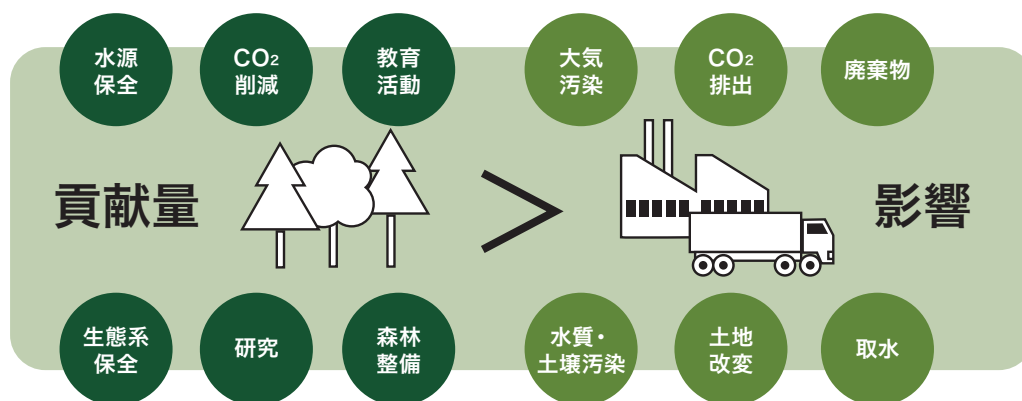 水源
保全
CO2
削減
教育
活動
大気
汚染
CO2
排出
廃棄物
貢献量
>
影響
生態系
保全
研究
森林
整備
水質・
土壌汚染
土地
改変
取水